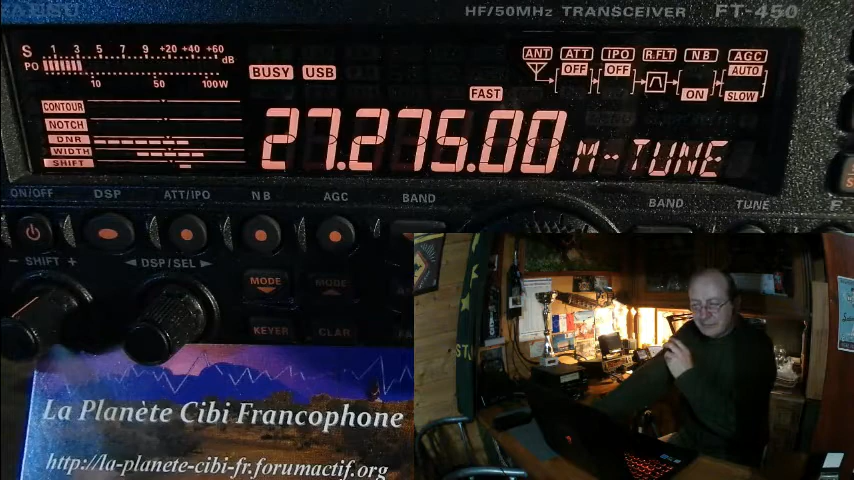 HF/50MHz TRANSCEIVER FT-450
S 1 3 5 7 9 +20 +40 +60 dB
PO 10 50 100W
BUSY USB
FAST
ANT ATT IPO R.FLT NB AGC
OFF OFF AUTO
ON SLOW
CONTOUR
NOTCH
DNR
WIDTH
SHIFT
27.275.00 M-TUNE
ON/OFF DSP ATT/IPO NB AGC BAND BAND TUNE
- SHIFT + ◄DSP/SEL►
MODE MODE
KEYER CLAR
La Planète Cibi Francophone
http://la-planete-cibi-fr.forumactif.org